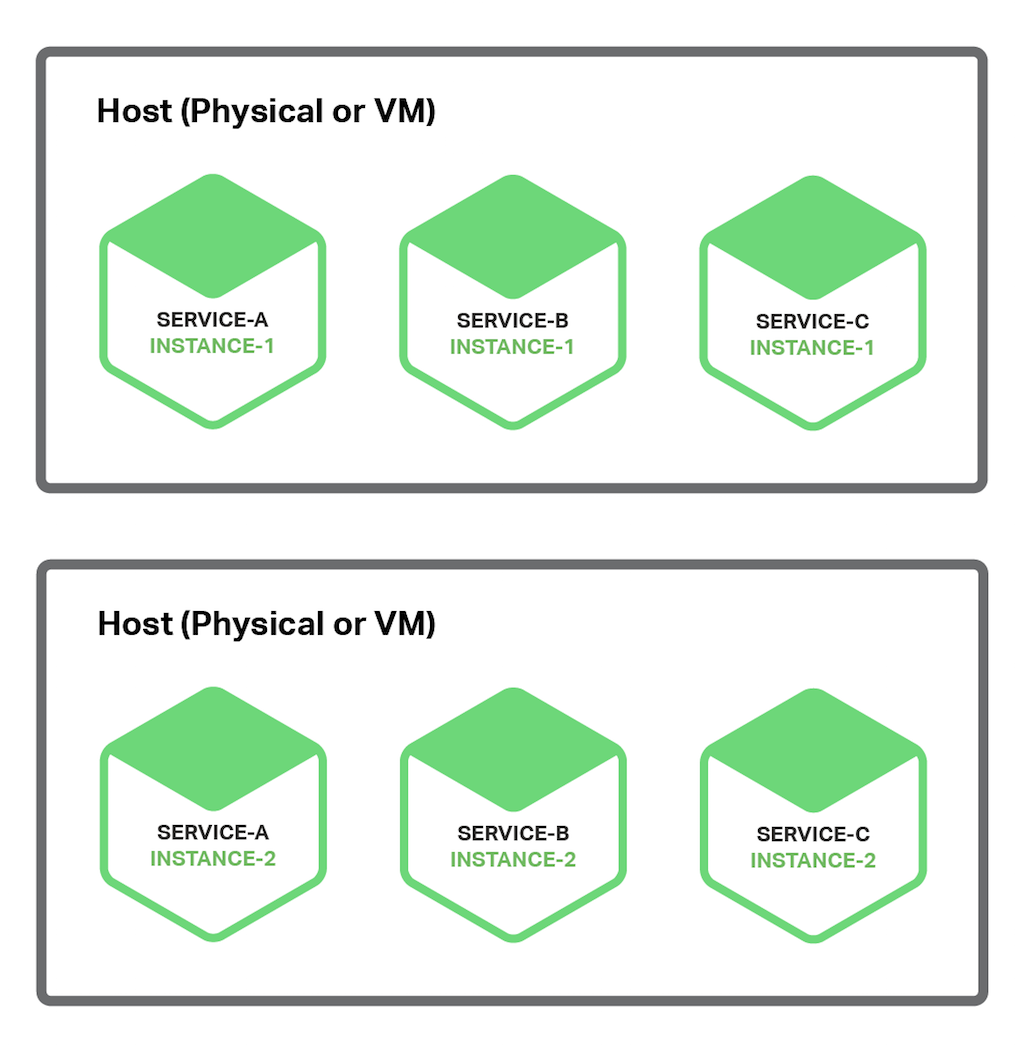 Host (Physical or VM)
SERVICE-A
INSTANCE-1
SERVICE-B
INSTANCE-1
SERVICE-C
INSTANCE-1
Host (Physical or VM)
SERVICE-A
INSTANCE-2
SERVICE-B
INSTANCE-2
SERVICE-C
INSTANCE-2